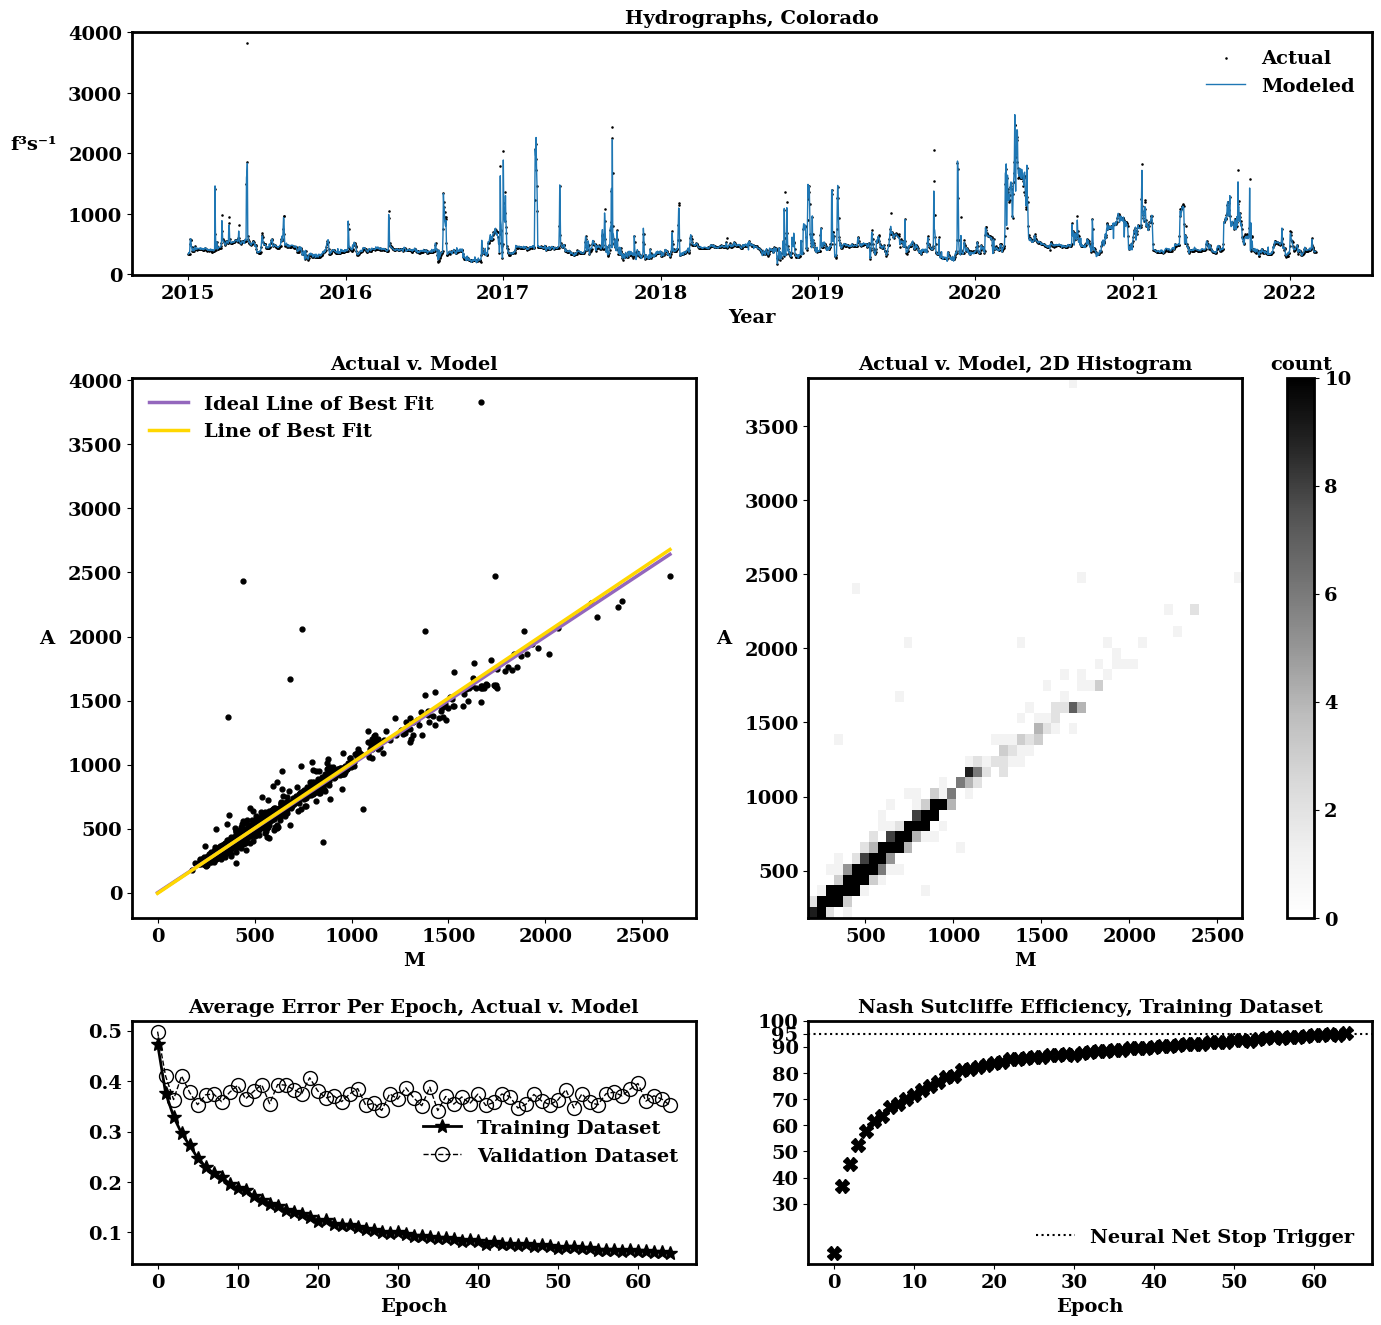 Hydrographs, Colorado
4000
3000
2000
1000
0
f³s⁻¹
Actual
Modeled
2015 2016 2017 2018 2019 2020 2021 2022
Year
Actual v. Model
4000
3500
3000
2500
2000
1500
1000
500
0
A
Ideal Line of Best Fit
Line of Best Fit
0 500 1000 1500 2000 2500
M
Actual v. Model, 2D Histogram
3500
3000
2500
2000
1500
1000
500
A
500 1000 1500 2000 2500
M
count
10
8
6
4
2
0
Average Error Per Epoch, Actual v. Model
0.5
0.4
0.3
0.2
0.1
Training Dataset
Validation Dataset
0 10 20 30 40 50 60
Epoch
Nash Sutcliffe Efficiency, Training Dataset
100
95
90
80
70
60
50
40
30
Neural Net Stop Trigger
0 10 20 30 40 50 60
Epoch